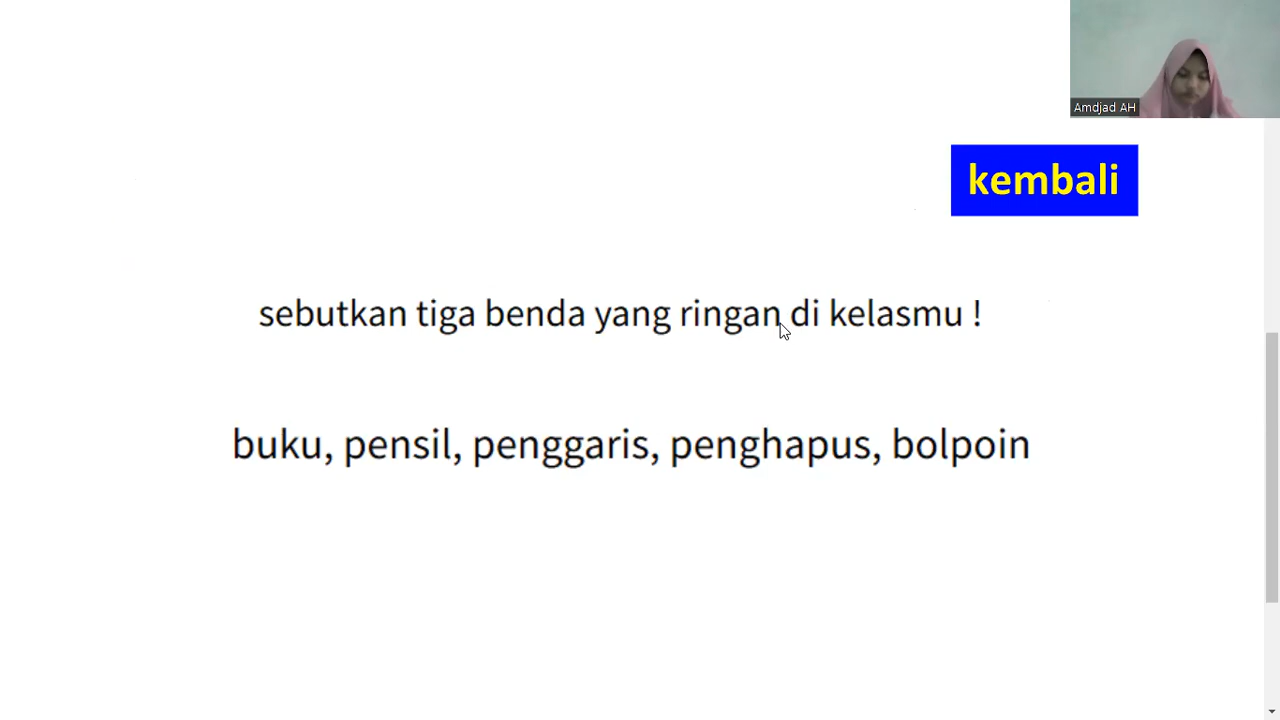 Amdjad AH
kembali
sebutkan tiga benda yang ringan di kelasmu !
buku, pensil, penggaris, penghapus, bolpoin